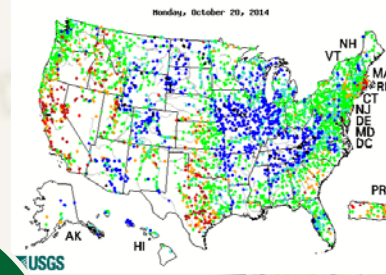 Monday, October 20, 2014
NH
VT
MA
RI
CT
NJ
DE
MD
DC
PR
AK
HI
USGS